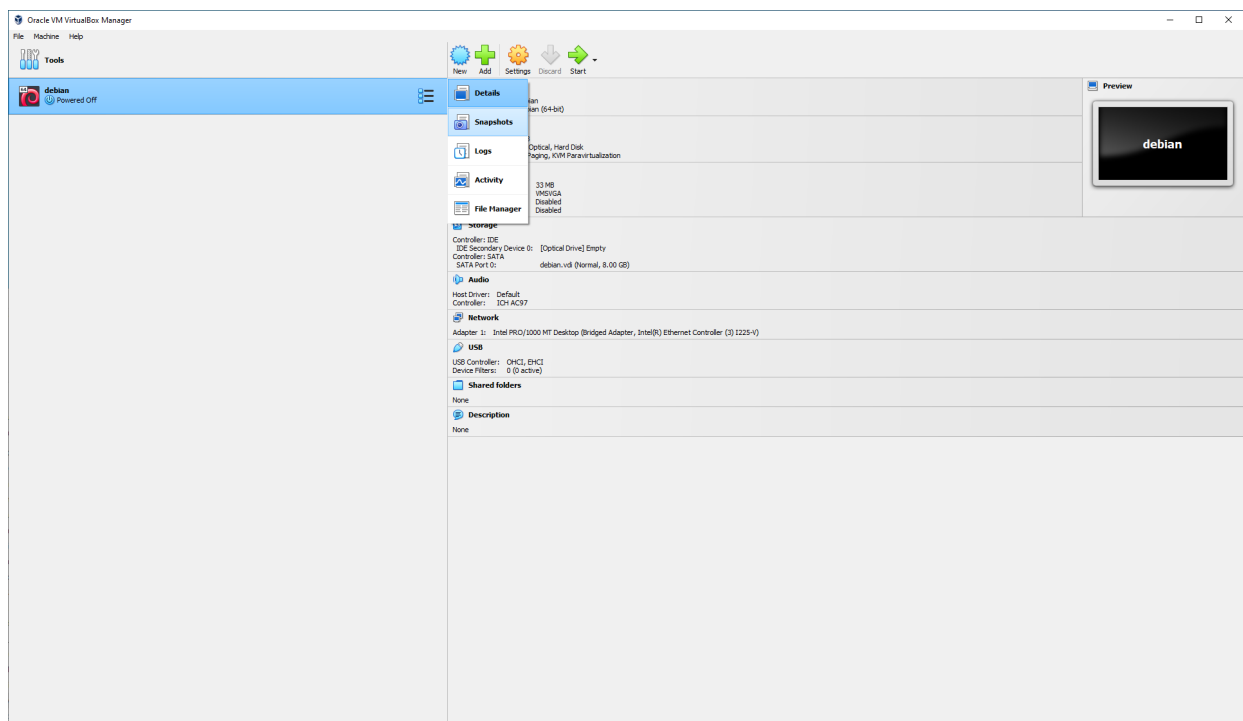 Oracle VM VirtualBox Manager
File Machine Help
Tools
New Add Settings Discard Start
debian
Powered Off
Details
Snapshots
Logs
Activity
File Manager
(64-bit)
Optical, Hard Disk
Paging, KVM Paravirtualization
33 MB
VMSVGA
Disabled
Disabled
Preview
debian
Storage
Controller: IDE
IDE Secondary Device 0: [Optical Drive] Empty
Controller: SATA
SATA Port 0: debian.vdi (Normal, 8.00 GB)
Audio
Host Driver: Default
Controller: ICH AC97
Network
Adapter 1: Intel PRO/1000 MT Desktop (Bridged Adapter, Intel(R) Ethernet Controller (3) I225-V)
USB
USB Controller: OHCI, EHCI
Device Filters: 0 (0 active)
Shared folders
None
Description
None